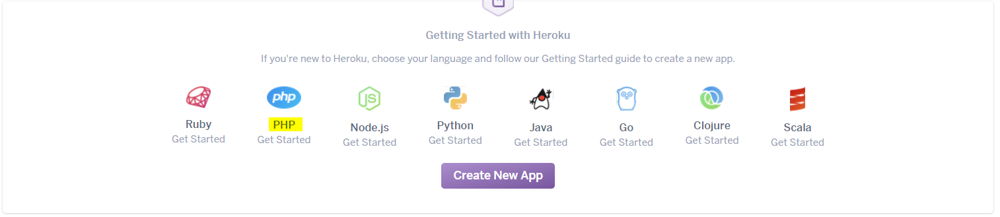 Getting Started with Heroku
If you're new to Heroku, choose your language and follow our Getting Started guide to create a new app.
php
JS
Ruby
PHP
Node.js
Python
Java
Go
Clojure
Scala
Get Started
Get Started
Get Started
Get Started
Get Started
Get Started
Get Started
Get Started
Create New App